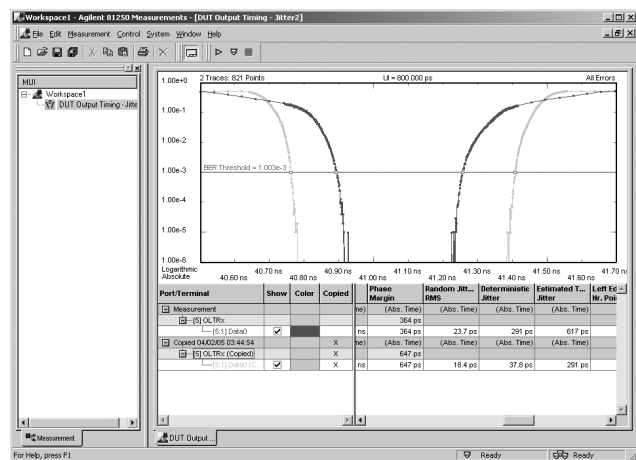 Workspace1 - Agilent 81250 Measurements - [DUT Output Timing - Jitter2]
File Edit Measurement Control System Window Help
MUI
Workspace1
DUT Output Timing - Jitte
2 Traces: 821 Points UI = 800.000 ps All Errors
1.00e+0
1.00e-1
1.00e-2
BER Threshold = 1.003e-3
1.00e-3
1.00e-4
1.00e-5
1.00e-6
Logarithmic
Absolute
40.60 ns 40.70 ns 40.80 ns 40.90 ns 41.00 ns 41.10 ns 41.20 ns 41.30 ns 41.40 ns 41.50 ns 41.60 ns 41.70 ns
Port/Terminal Show Color Copied Phase Margin Random Jitt... RMS Deterministic Jitter Estimated T... Jitter Left Ed Nr. Poi
Measurement me) (Abs. Time) (Abs. Time) (Abs. Time) (Abs. Time)
[5] OLTRx 364 ps
[5:1] Data0 ns 364 ps 23.7 ps 291 ps 617 ps
Copied 04/02/05 03:44:54 X me) (Abs. Time) (Abs. Time) (Abs. Time) (Abs. Time)
[5] OLTRx (Copied) X 647 ps
[5:1] Data0 (C... X ns 647 ps 18.4 ps 37.8 ps 291 ps
Measurement
DUT Output ...
For Help, press F1 Ready Ready